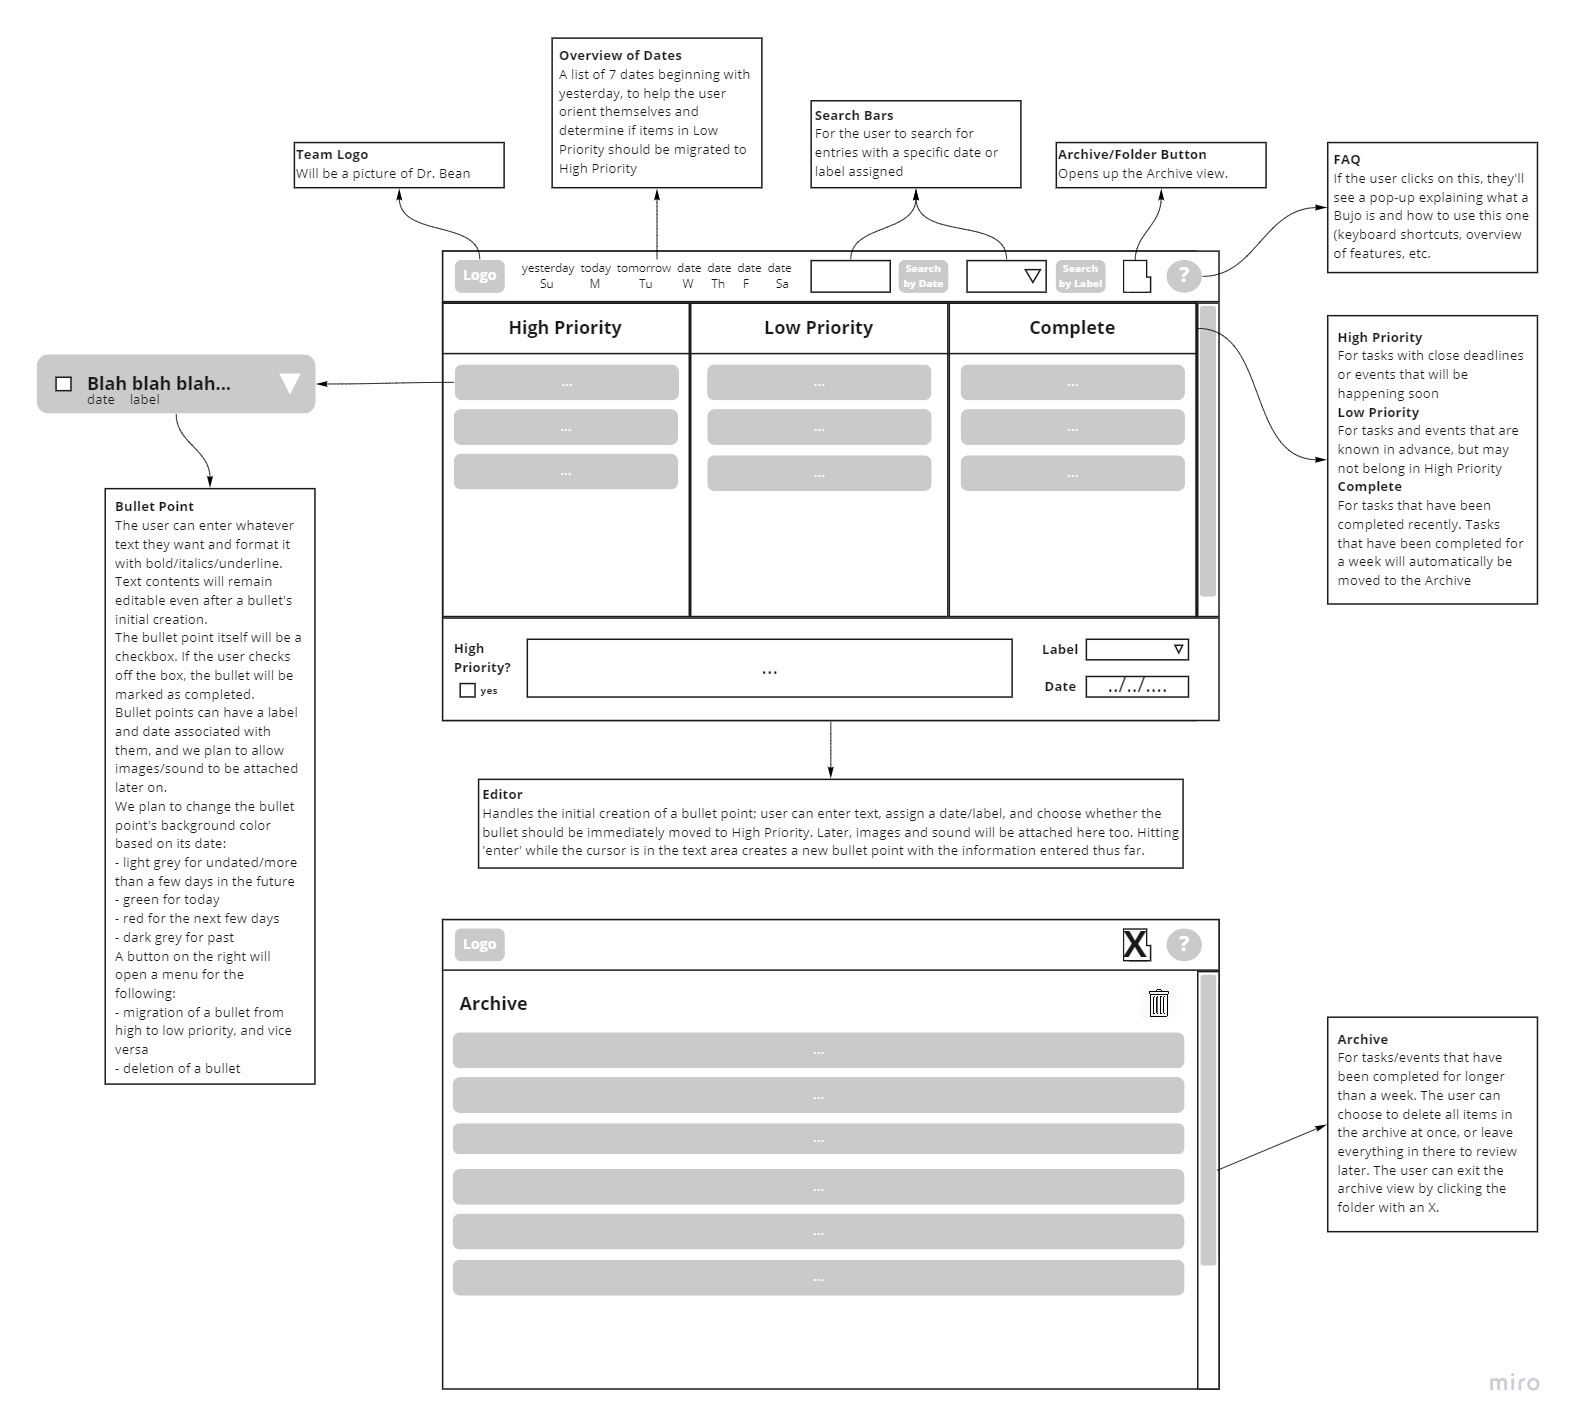 Overview of Dates
A list of 7 dates beginning with
yesterday, to help the user
orient themselves and
determine if items in Low
Priority should be migrated to
High Priority
Search Bars
For the user to search for
entries with a specific date or
label assigned
Team Logo
Will be a picture of Dr. Bean
Archive/Folder Button
Opens up the Archive view.
FAQ
If the user clicks on this, they'll
see a pop-up explaining what a
Bujo is and how to use this one
(keyboard shortcuts, overview
of features, etc.
Logo
yesterday today tomorrow date date date date
Su M Tu W Th F Sa
Search
by Date
Search
by Label
?
High Priority
Low Priority
Complete
...
...
...
...
...
...
...
...
...
High Priority
For tasks with close deadlines
or events that will be
happening soon
Low Priority
For tasks and events that are
known in advance, but may
not belong in High Priority
Complete
For tasks that have been
completed recently. Tasks
that have been completed for
a week will automatically be
moved to the Archive
Blah blah blah...
date label
Bullet Point
The user can enter whatever
text they want and format it
with bold/italics/underline.
Text contents will remain
editable even after a bullet's
initial creation.
The bullet point itself will be a
checkbox. If the user checks
off the box, the bullet will be
marked as completed.
Bullet points can have a label
and date associated with
them, and we plan to allow
images/sound to be attached
later on.
We plan to change the bullet
point's background color
based on its date:
- light grey for undated/more
than a few days in the future
- green for today
- red for the next few days
- dark grey for past
A button on the right will
open a menu for the
following:
- migration of a bullet from
high to low priority, and vice
versa
- deletion of a bullet
High
Priority?
yes
...
Label
Date ../../....
Editor
Handles the initial creation of a bullet point; user can enter text, assign a date/label, and choose whether the
bullet should be immediately moved to High Priority. Later, images and sound will be attached here too. Hitting
'enter' while the cursor is in the text area creates a new bullet point with the information entered thus far.
Logo
X
?
Archive
...
...
...
...
...
...
Archive
For tasks/events that have
been completed for longer
than a week. The user can
choose to delete all items in
the archive at once, or leave
everything in there to review
later. The user can exit the
archive view by clicking the
folder with an X.
miro